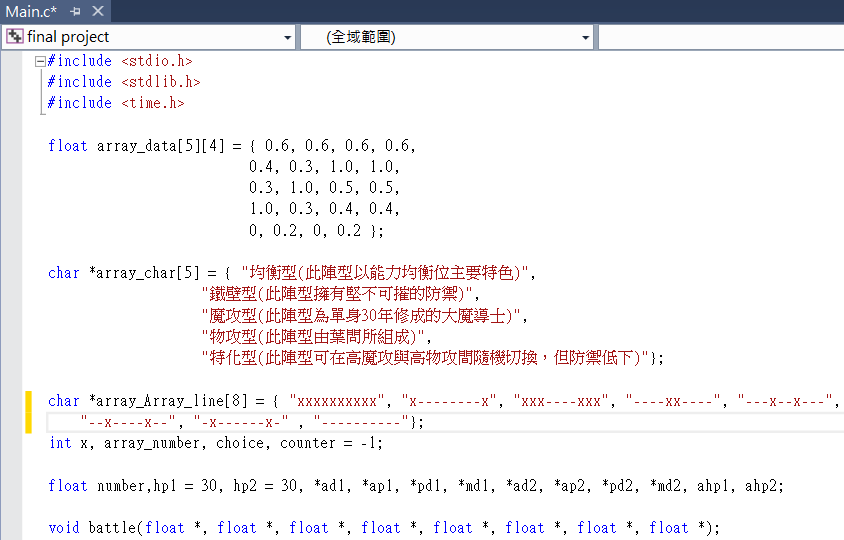 Main.c*
final project
(全域範圍)
#include <stdio.h>
#include <stdlib.h>
#include <time.h>
float array_data[5][4] = { 0.6, 0.6, 0.6, 0.6,
0.4, 0.3, 1.0, 1.0,
0.3, 1.0, 0.5, 0.5,
1.0, 0.3, 0.4, 0.4,
0, 0.2, 0, 0.2 };
char *array_char[5] = { "均衡型(此陣型以能力均衡位主要特色)",
"鐵壁型(此陣型擁有堅不可摧的防禦)",
"魔攻型(此陣型為單身30年修成的大魔導士)",
"物攻型(此陣型由葉問所組成)",
"特化型(此陣型可在高魔攻與高物攻間隨機切換，但防禦低下)"};
char *array_Array_line[8] = { "xxxxxxxxxx", "x--------x", "xxx----xxx", "----xx----", "---x--x---",
"--x----x--", "-x------x-" , "----------"};
int x, array_number, choice, counter = -1;
float number,hp1 = 30, hp2 = 30, *ad1, *ap1, *pd1, *md1, *ad2, *ap2, *pd2, *md2, ahp1, ahp2;
void battle(float *, float *, float *, float *, float *, float *, float *, float *);